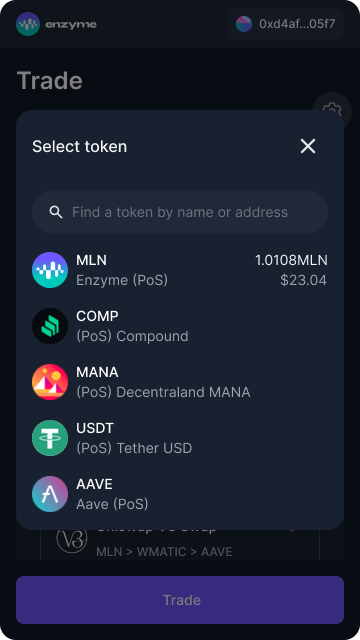 enzyme
0xd4af...05f7
Trade
Select token
Find a token by name or address
MLN
1.0108MLN
Enzyme (PoS)
$23.04
COMP
(PoS) Compound
MANA
(PoS) Decentraland MANA
USDT
(PoS) Tether USD
AAVE
Aave (PoS)
V3
MLN > WMATIC > AAVE
Trade